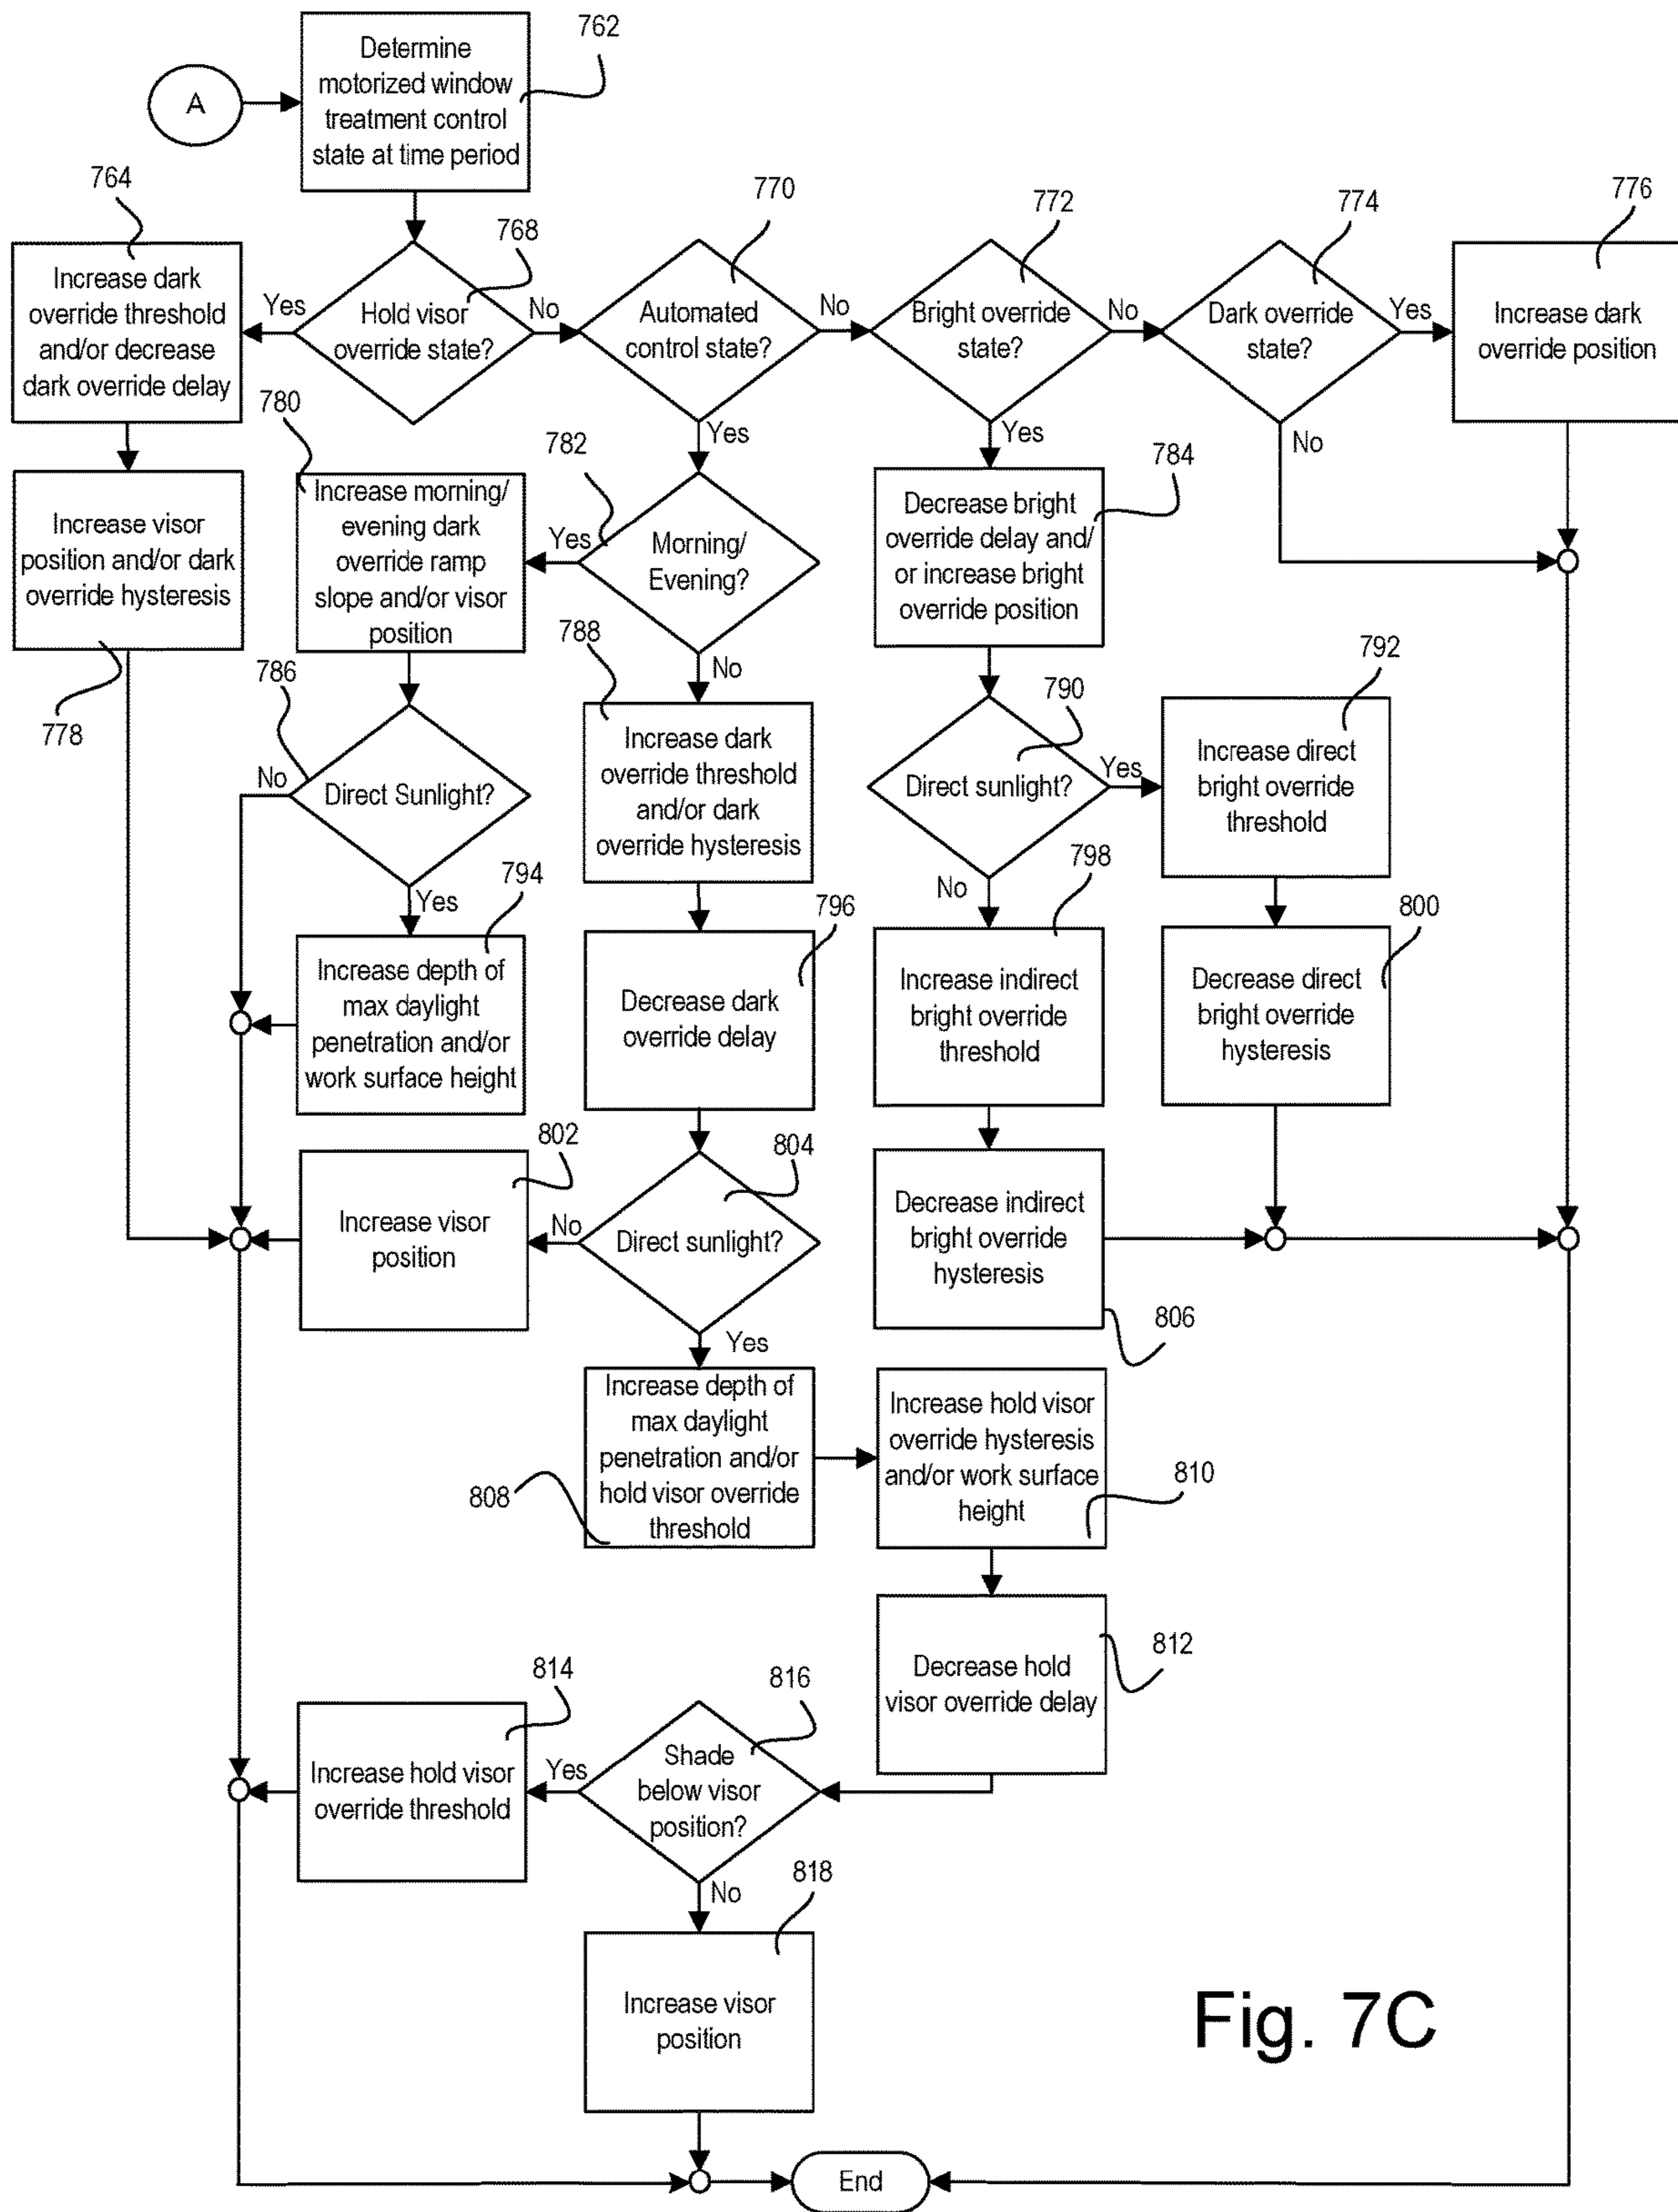 762
Determine
motorized window
treatment control
state at time period
A
764
770
772
774
776
768
Increase dark
override threshold
and/or decrease
dark override delay
Yes
Hold visor
override state?
No
Automated
control state?
No
Bright override
state?
No
Dark override
state?
Yes
Increase dark
override position
780
782
Yes
Yes
No
784
Increase visor
position and/or dark
override hysteresis
778
Increase morning/
evening dark
override ramp
slope and/or visor
position
Yes
Morning/
Evening?
Decrease bright
override delay and/
or increase bright
override position
786
788
No
790
792
No
Direct Sunlight?
Increase dark
override threshold
and/or dark
override hysteresis
Direct sunlight?
Yes
Increase direct
bright override
threshold
Yes
794
796
No
798
800
Increase depth of
max daylight
penetration and/or
work surface height
Decrease dark
override delay
Increase indirect
bright override
threshold
Decrease direct
bright override
hysteresis
802
804
Increase visor
position
No
Direct sunlight?
Decrease indirect
bright override
hysteresis
806
Yes
Increase depth of
max daylight
penetration and/or
hold visor override
threshold
808
Increase hold visor
override hysteresis
and/or work surface
height
810
Decrease hold
visor override delay
812
814
816
Increase hold visor
override threshold
Yes
Shade
below visor
position?
No
818
Increase visor
position
Fig. 7C
End